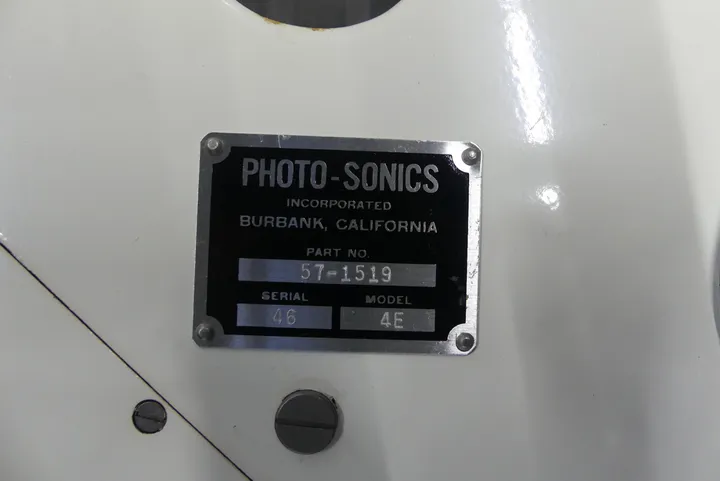 PHOTO-SONICS
INCORPORATED
BURBANK, CALIFORNIA
PART NO.
57-1519
SERIAL MODEL
46 4E